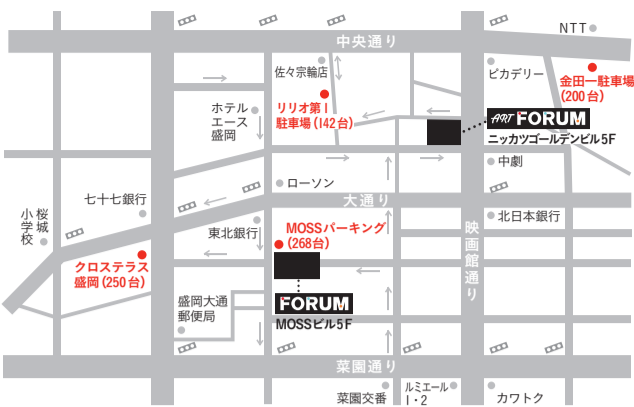 NTT
中央通り
佐々宗輪店
ピカデリー
金田一駐車場
(200台)
リリオ第1
駐車場(142台)
ホテル
エース
盛岡
ART FORUM
ニッカツゴールデンビル5F
中劇
ローソン
七十七銀行
大通り
桜城
小学校
東北銀行
MOSSパーキング
(268台)
映画館通り
北日本銀行
クロステラス
盛岡(250台)
盛岡大通
郵便局
FORUM
MOSSビル5F
菜園通り
菜園交番
ルミエール
1・2
カワトク